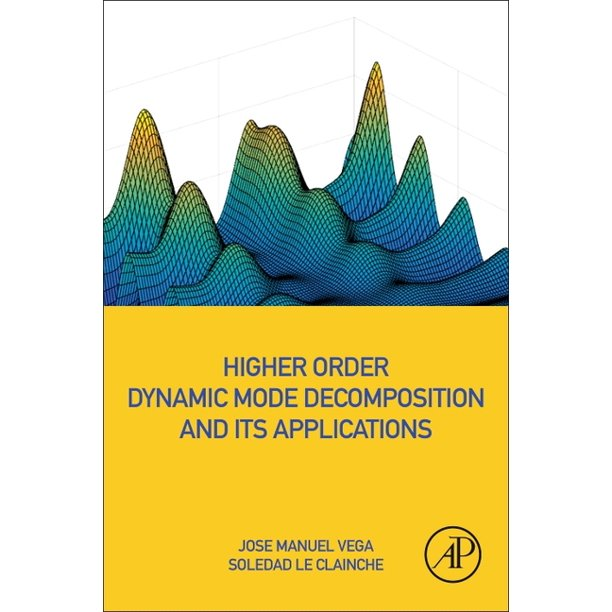 HIGHER ORDER
DYNAMIC MODE DECOMPOSITION
AND ITS APPLICATIONS
JOSE MANUEL VEGA
SOLEDAD LE CLAINCHE
AP